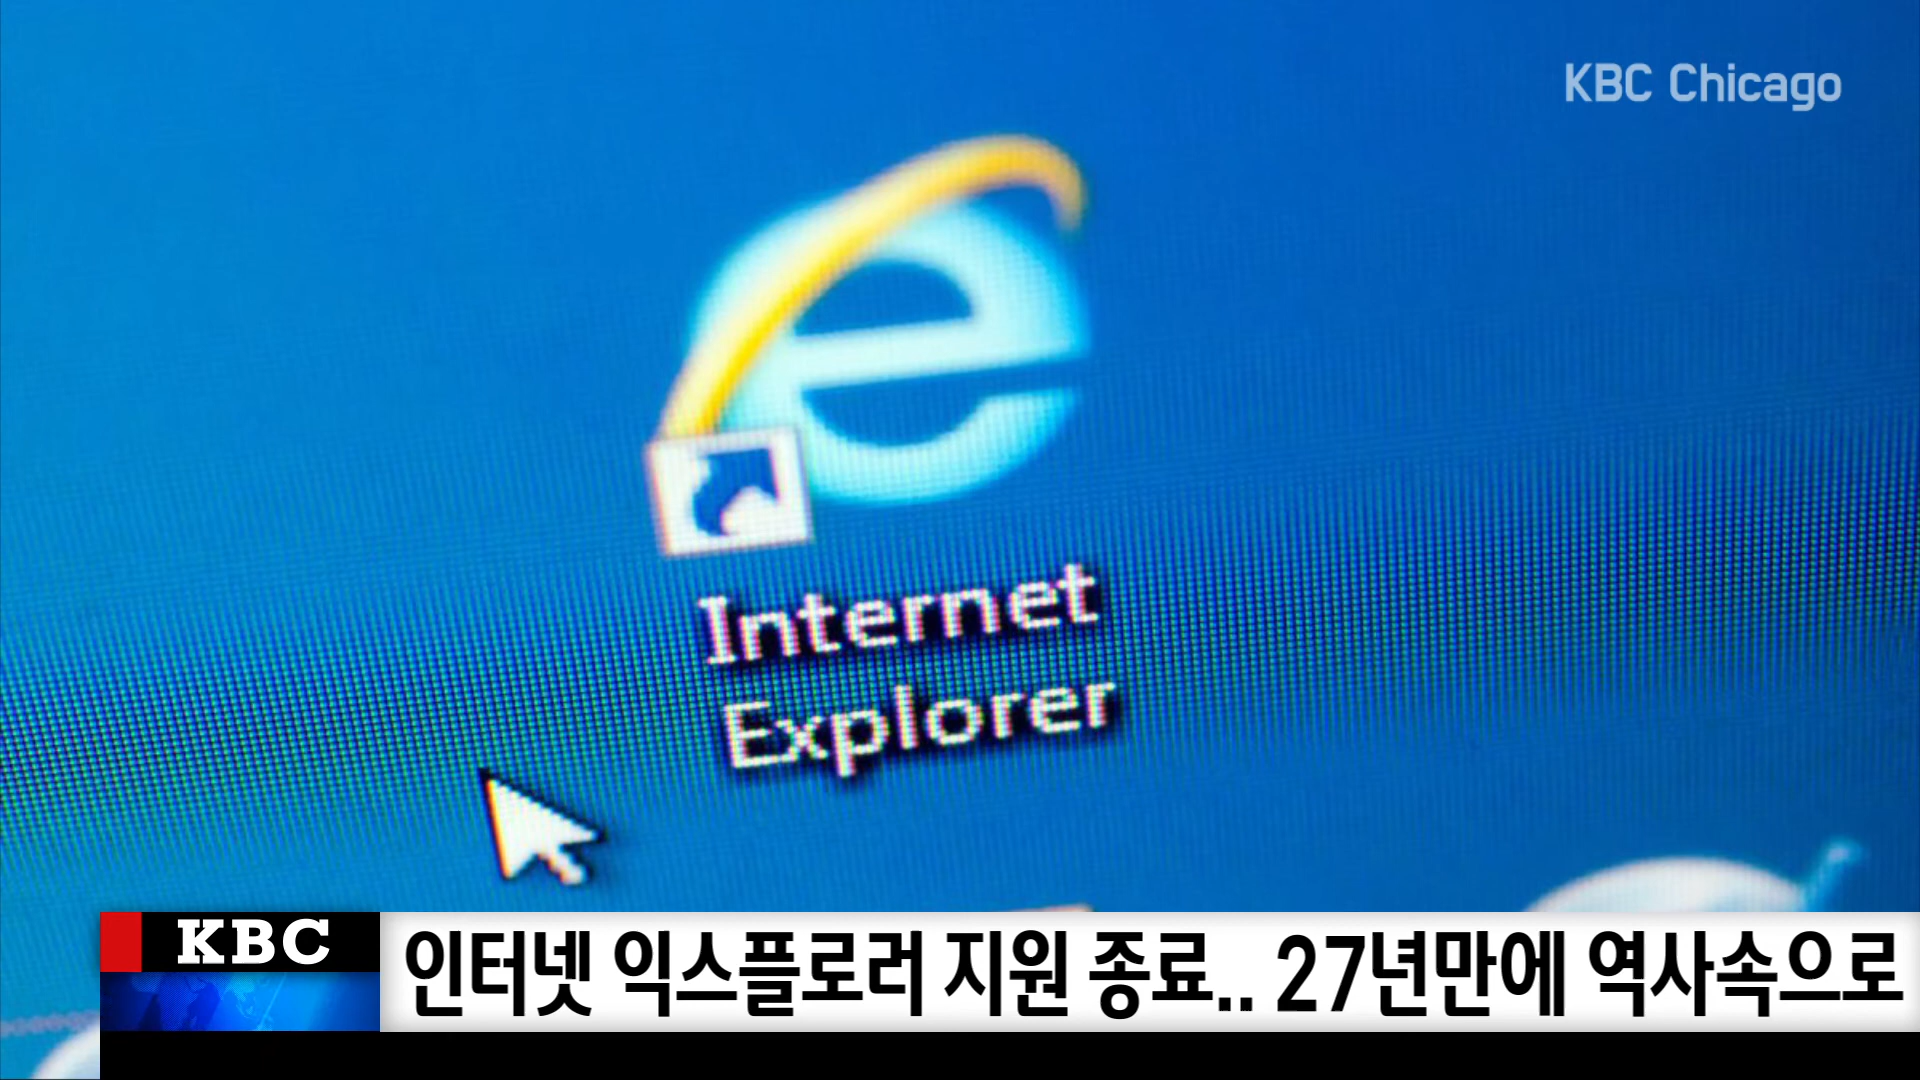 KBC Chicago
Internet
Explorer
KBC
인터넷 익스플로러 지원 종료.. 27년만에 역사속으로